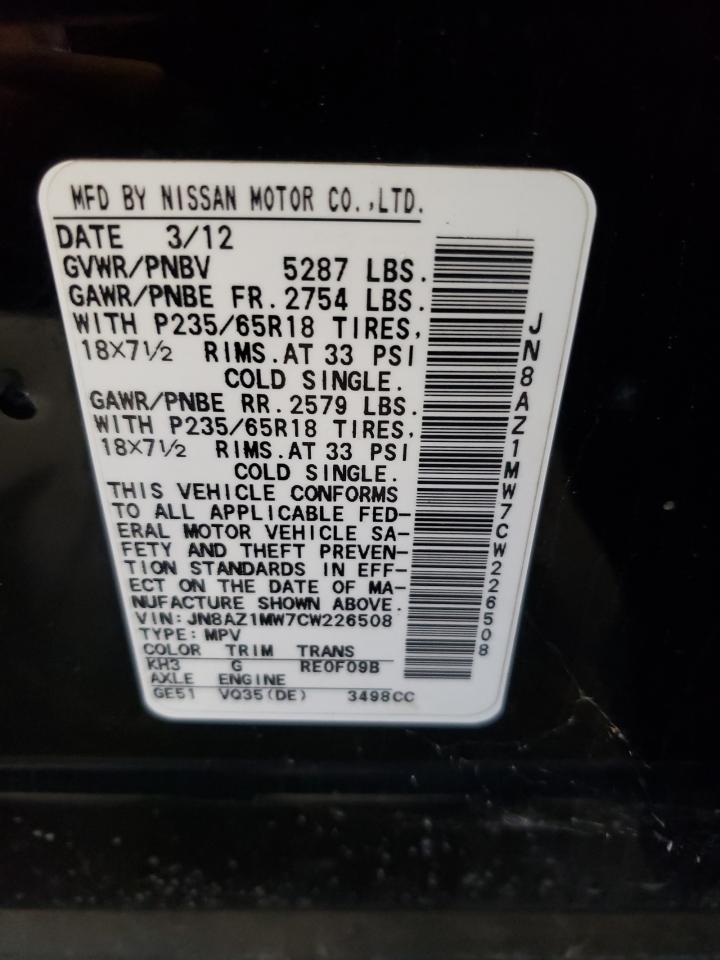 MFD BY NISSAN MOTOR CO.,LTD.
DATE 3/12
GVWR/PNBV 5287 LBS.
GAWR/PNBE FR. 2754 LBS.
WITH P235/65R18 TIRES,
18×7½ RIMS. AT 33 PSI
COLD SINGLE.
GAWR/PNBE RR. 2579 LBS.
WITH P235/65R18 TIRES,
18×7½ RIMS. AT 33 PSI
COLD SINGLE.
THIS VEHICLE CONFORMS
TO ALL APPLICABLE FED-
ERAL MOTOR VEHICLE SA-
FETY AND THEFT PREVEN-
TION STANDARDS IN EFF-
ECT ON THE DATE OF MA-
NUFACTURE SHOWN ABOVE.
VIN: JN8AZ1MW7CW226508
TYPE: MPV
COLOR TRIM TRANS
KH3 G RE0F09B
AXLE ENGINE
GE51 VQ35(DE) 3498CC
JN8AZ1MW7CW226508